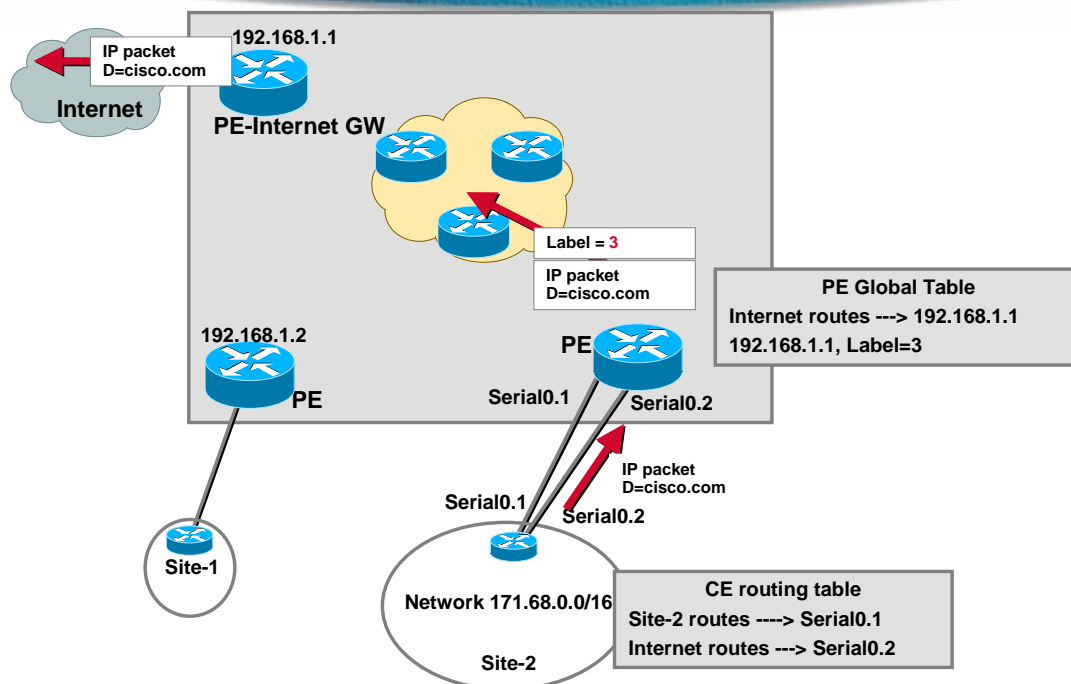 192.168.1.1
IP packet
D=cisco.com
Internet
PE-Internet GW
Label = 3
IP packet
D=cisco.com
PE Global Table
Internet routes ---> 192.168.1.1
192.168.1.1, Label=3
192.168.1.2
PE
PE
Serial0.1
Serial0.2
IP packet
D=cisco.com
Serial0.1
Serial0.2
Site-1
Network 171.68.0.0/16
Site-2
CE routing table
Site-2 routes ----> Serial0.1
Internet routes ---> Serial0.2